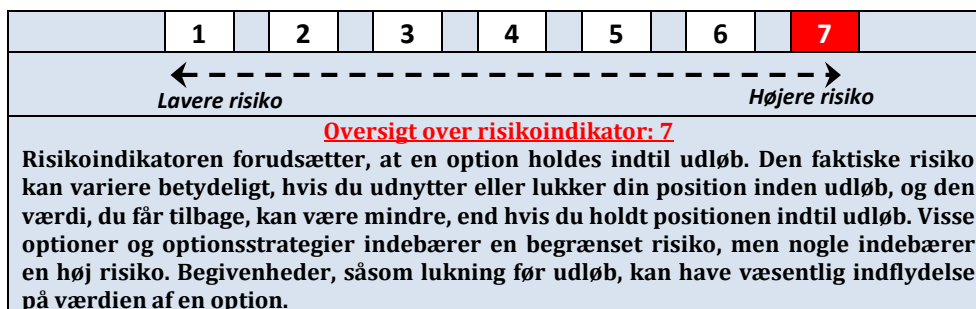 1 2 3 4 5 6 7
Lavere risiko Højere risiko
Oversigt over risikoindikator: 7
Risikoindikatoren forudsætter, at en option holdes indtil udløb. Den faktiske risiko
kan variere betydeligt, hvis du udnytter eller lukker din position inden udløb, og den
værdi, du får tilbage, kan være mindre, end hvis du holdt positionen indtil udløb. Visse
optioner og optionsstrategier indebærer en begrænset risiko, men nogle indebærer
en høj risiko. Begivenheder, såsom lukning før udløb, kan have væsentlig indflydelse
på værdien af en option.